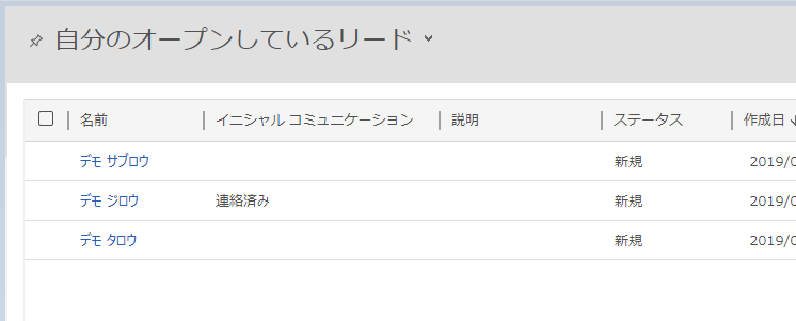 自分のオープンしているリード
名前 イニシャル コミュニケーション 説明 ステータス 作成日
デモ サブロウ 新規 2019/0
デモ ジロウ 連絡済み 新規 2019/0
デモ タロウ 新規 2019/0